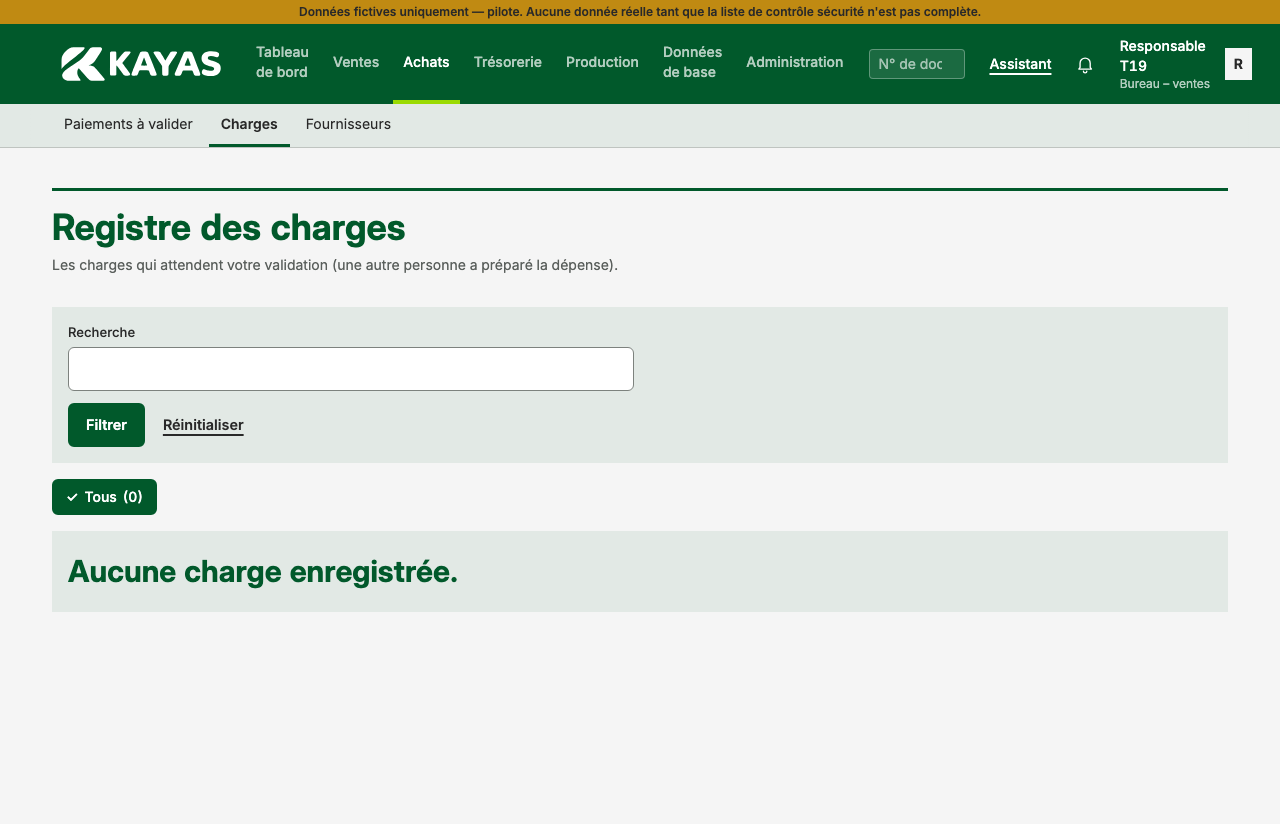 Données fictives uniquement — pilote. Aucune donnée réelle tant que la liste de contrôle sécurité n'est pas complète.
KAYAS
Tableau de bord
Ventes
Achats
Trésorerie
Production
Données de base
Administration
N° de doc
Assistant
Responsable T19
Bureau – ventes
R
Paiements à valider
Charges
Fournisseurs
Registre des charges
Les charges qui attendent votre validation (une autre personne a préparé la dépense).
Recherche
Filtrer
Réinitialiser
✓ Tous (0)
Aucune charge enregistrée.